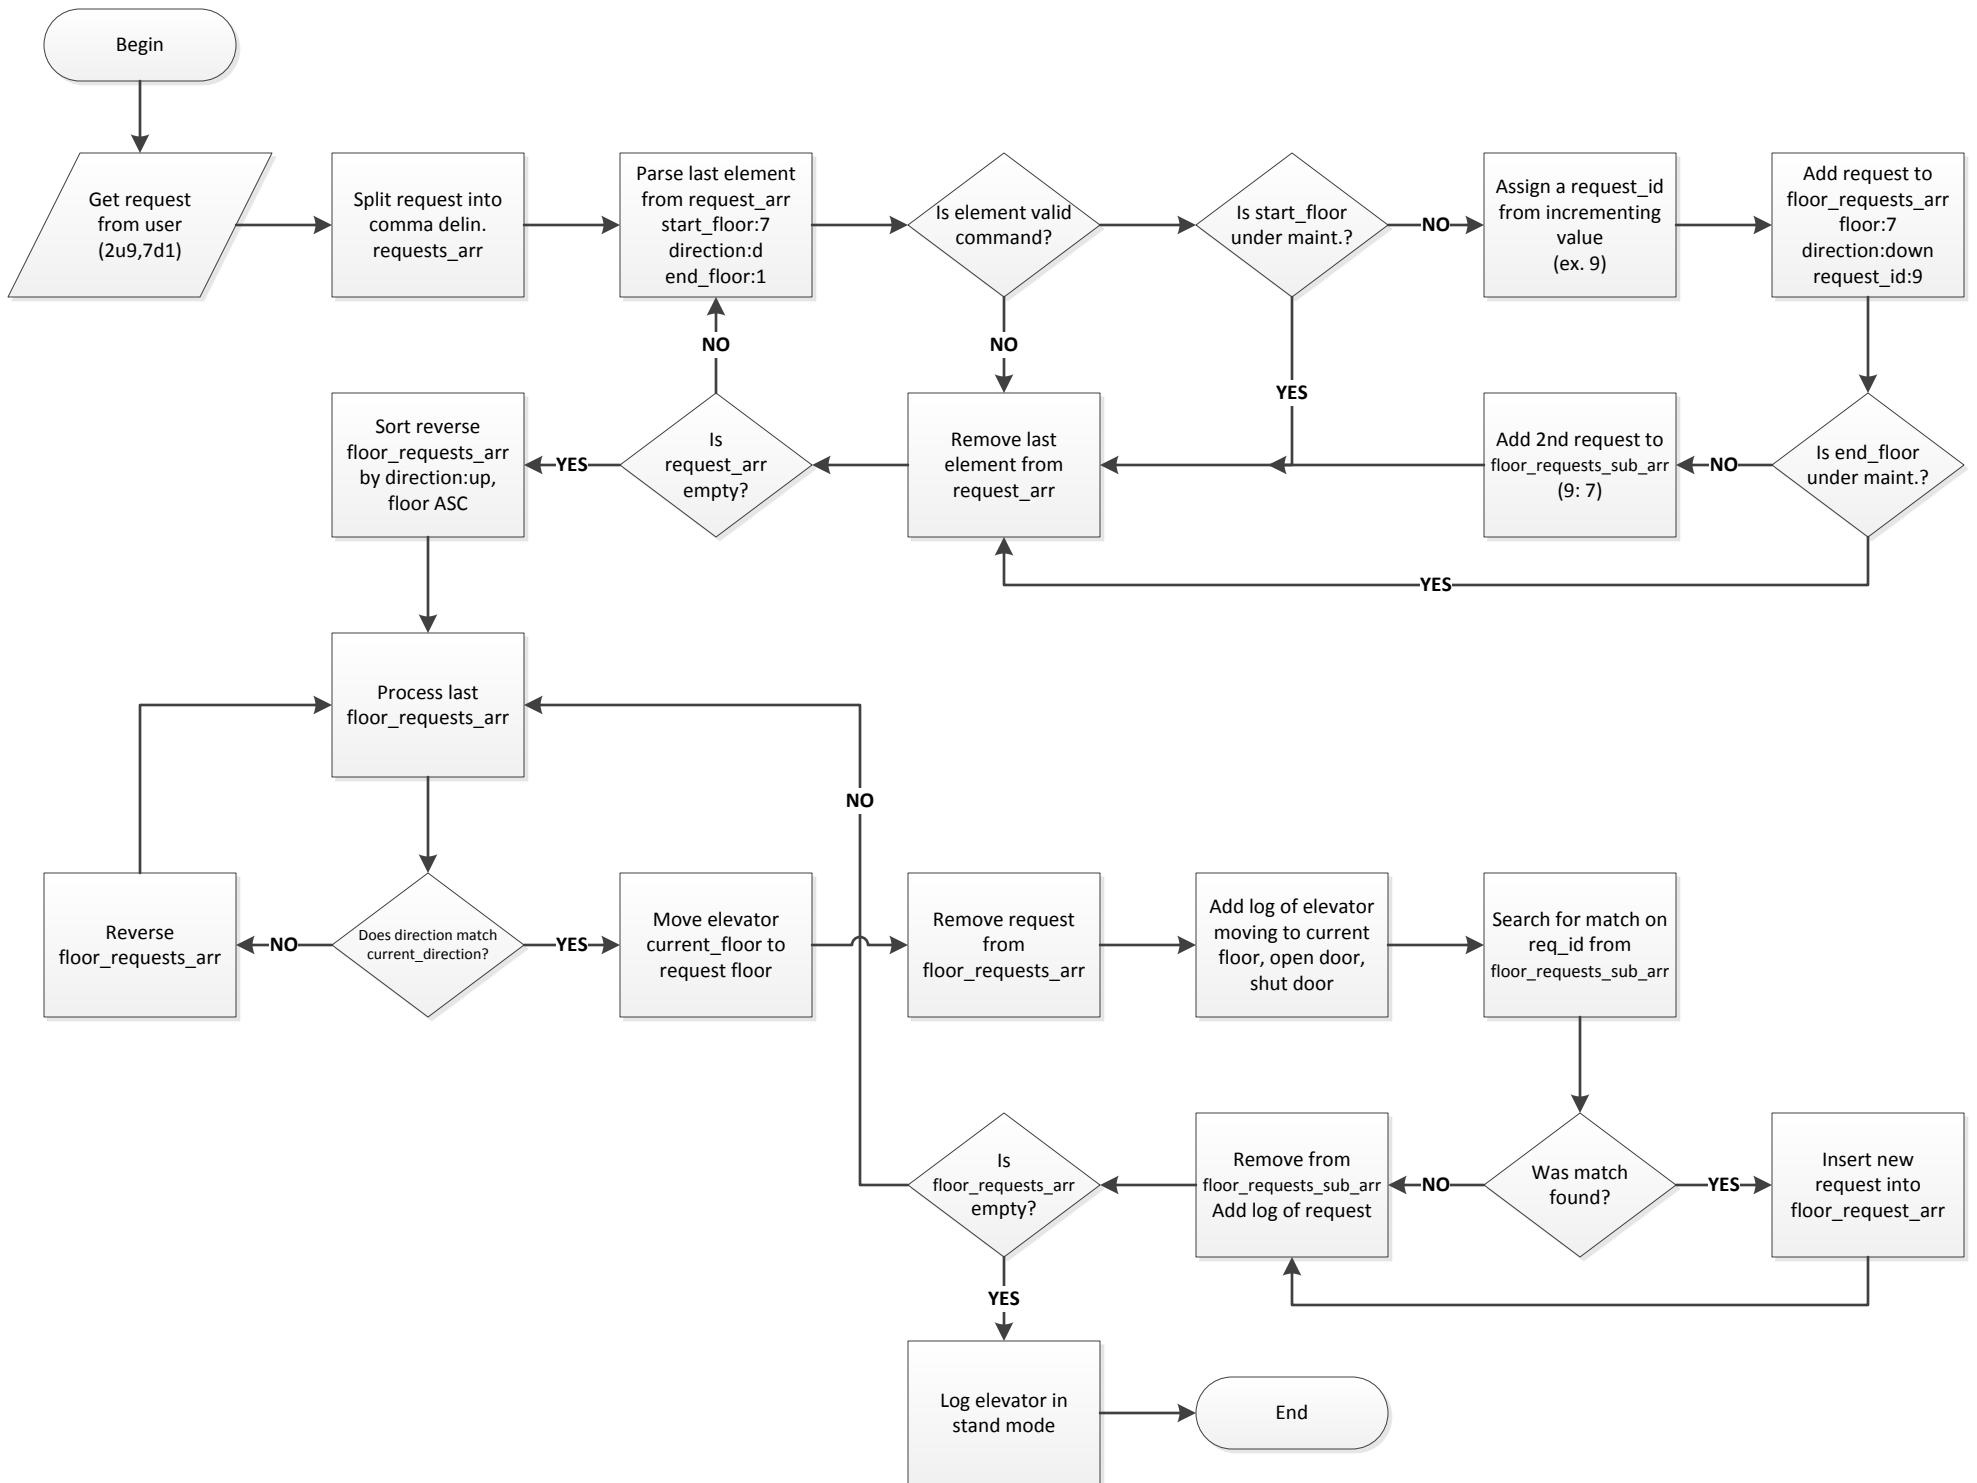 Begin
Get request
from user
(2u9,7d1)
Split request into
comma delin.
requests_arr
Parse last element
from request_arr
start_floor:7
direction:d
end_floor:1
Is element valid
command?
Is start_floor
under maint.?
NO
Assign a request_id
from incrementing
value
(ex. 9)
Add request to
floor_requests_arr
floor:7
direction:down
request_id:9
NO
NO
YES
Sort reverse
floor_requests_arr
by direction:up,
floor ASC
YES
Is
request_arr
empty?
Remove last
element from
request_arr
Add 2nd request to
floor_requests_sub_arr
(9: 7)
NO
Is end_floor
under maint.?
YES
Process last
floor_requests_arr
NO
Reverse
floor_requests_arr
NO
Does direction match
current_direction?
YES
Move elevator
current_floor to
request floor
Remove request
from
floor_requests_arr
Add log of elevator
moving to current
floor, open door,
shut door
Search for match on
req_id from
floor_requests_sub_arr
Is
floor_requests_arr
empty?
Remove from
floor_requests_sub_arr
Add log of request
NO
Was match
found?
YES
Insert new
request into
floor_request_arr
YES
Log elevator in
stand mode
End